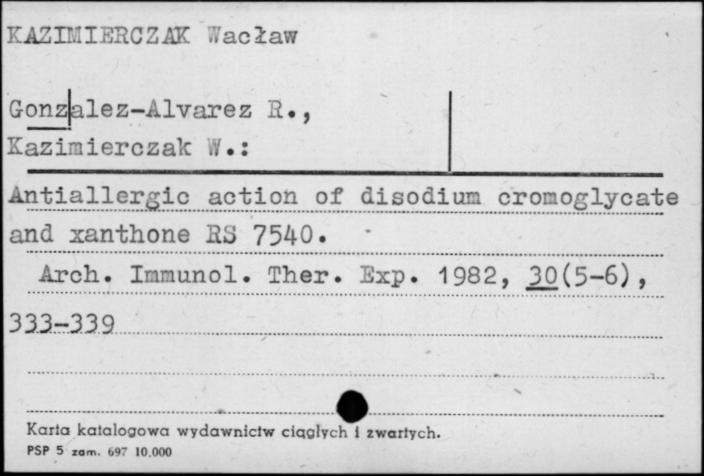 KAZIMIERCZAK Wacław
Gonzalez-Alvarez R.,
Kazimierczak W.:
Antiallergic action of disodium cromoglycate
and xanthone RS 7540.
Arch. Immunol. Ther. Exp. 1982, 30(5-6),
333-339
Karta katalogowa wydawnictw ciągłych i zwartych.
PSP 5 zam. 697 10.000